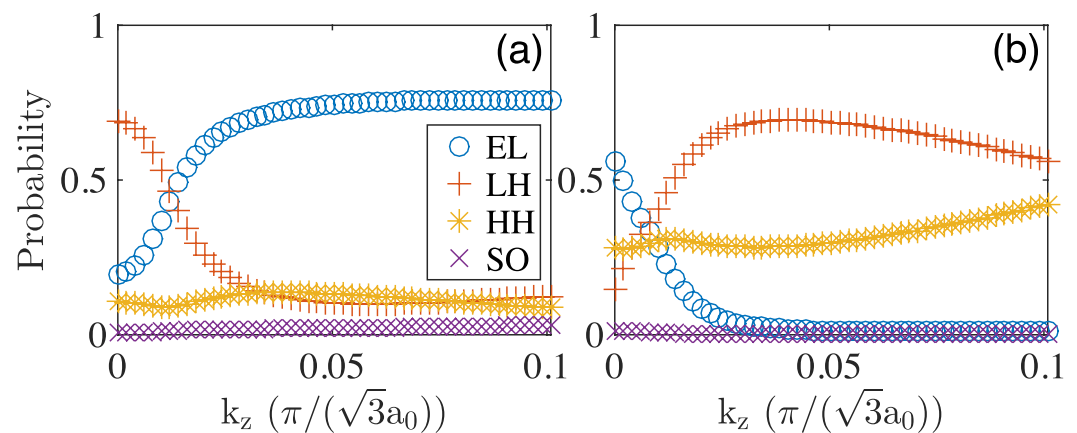 1
(a)
(b)
Probability
0.5
EL
LH
HH
SO
0
0 0.05 0.1
k_z (π/(√3a_0))
1
0.5
0
0 0.05 0.1
k_z (π/(√3a_0))